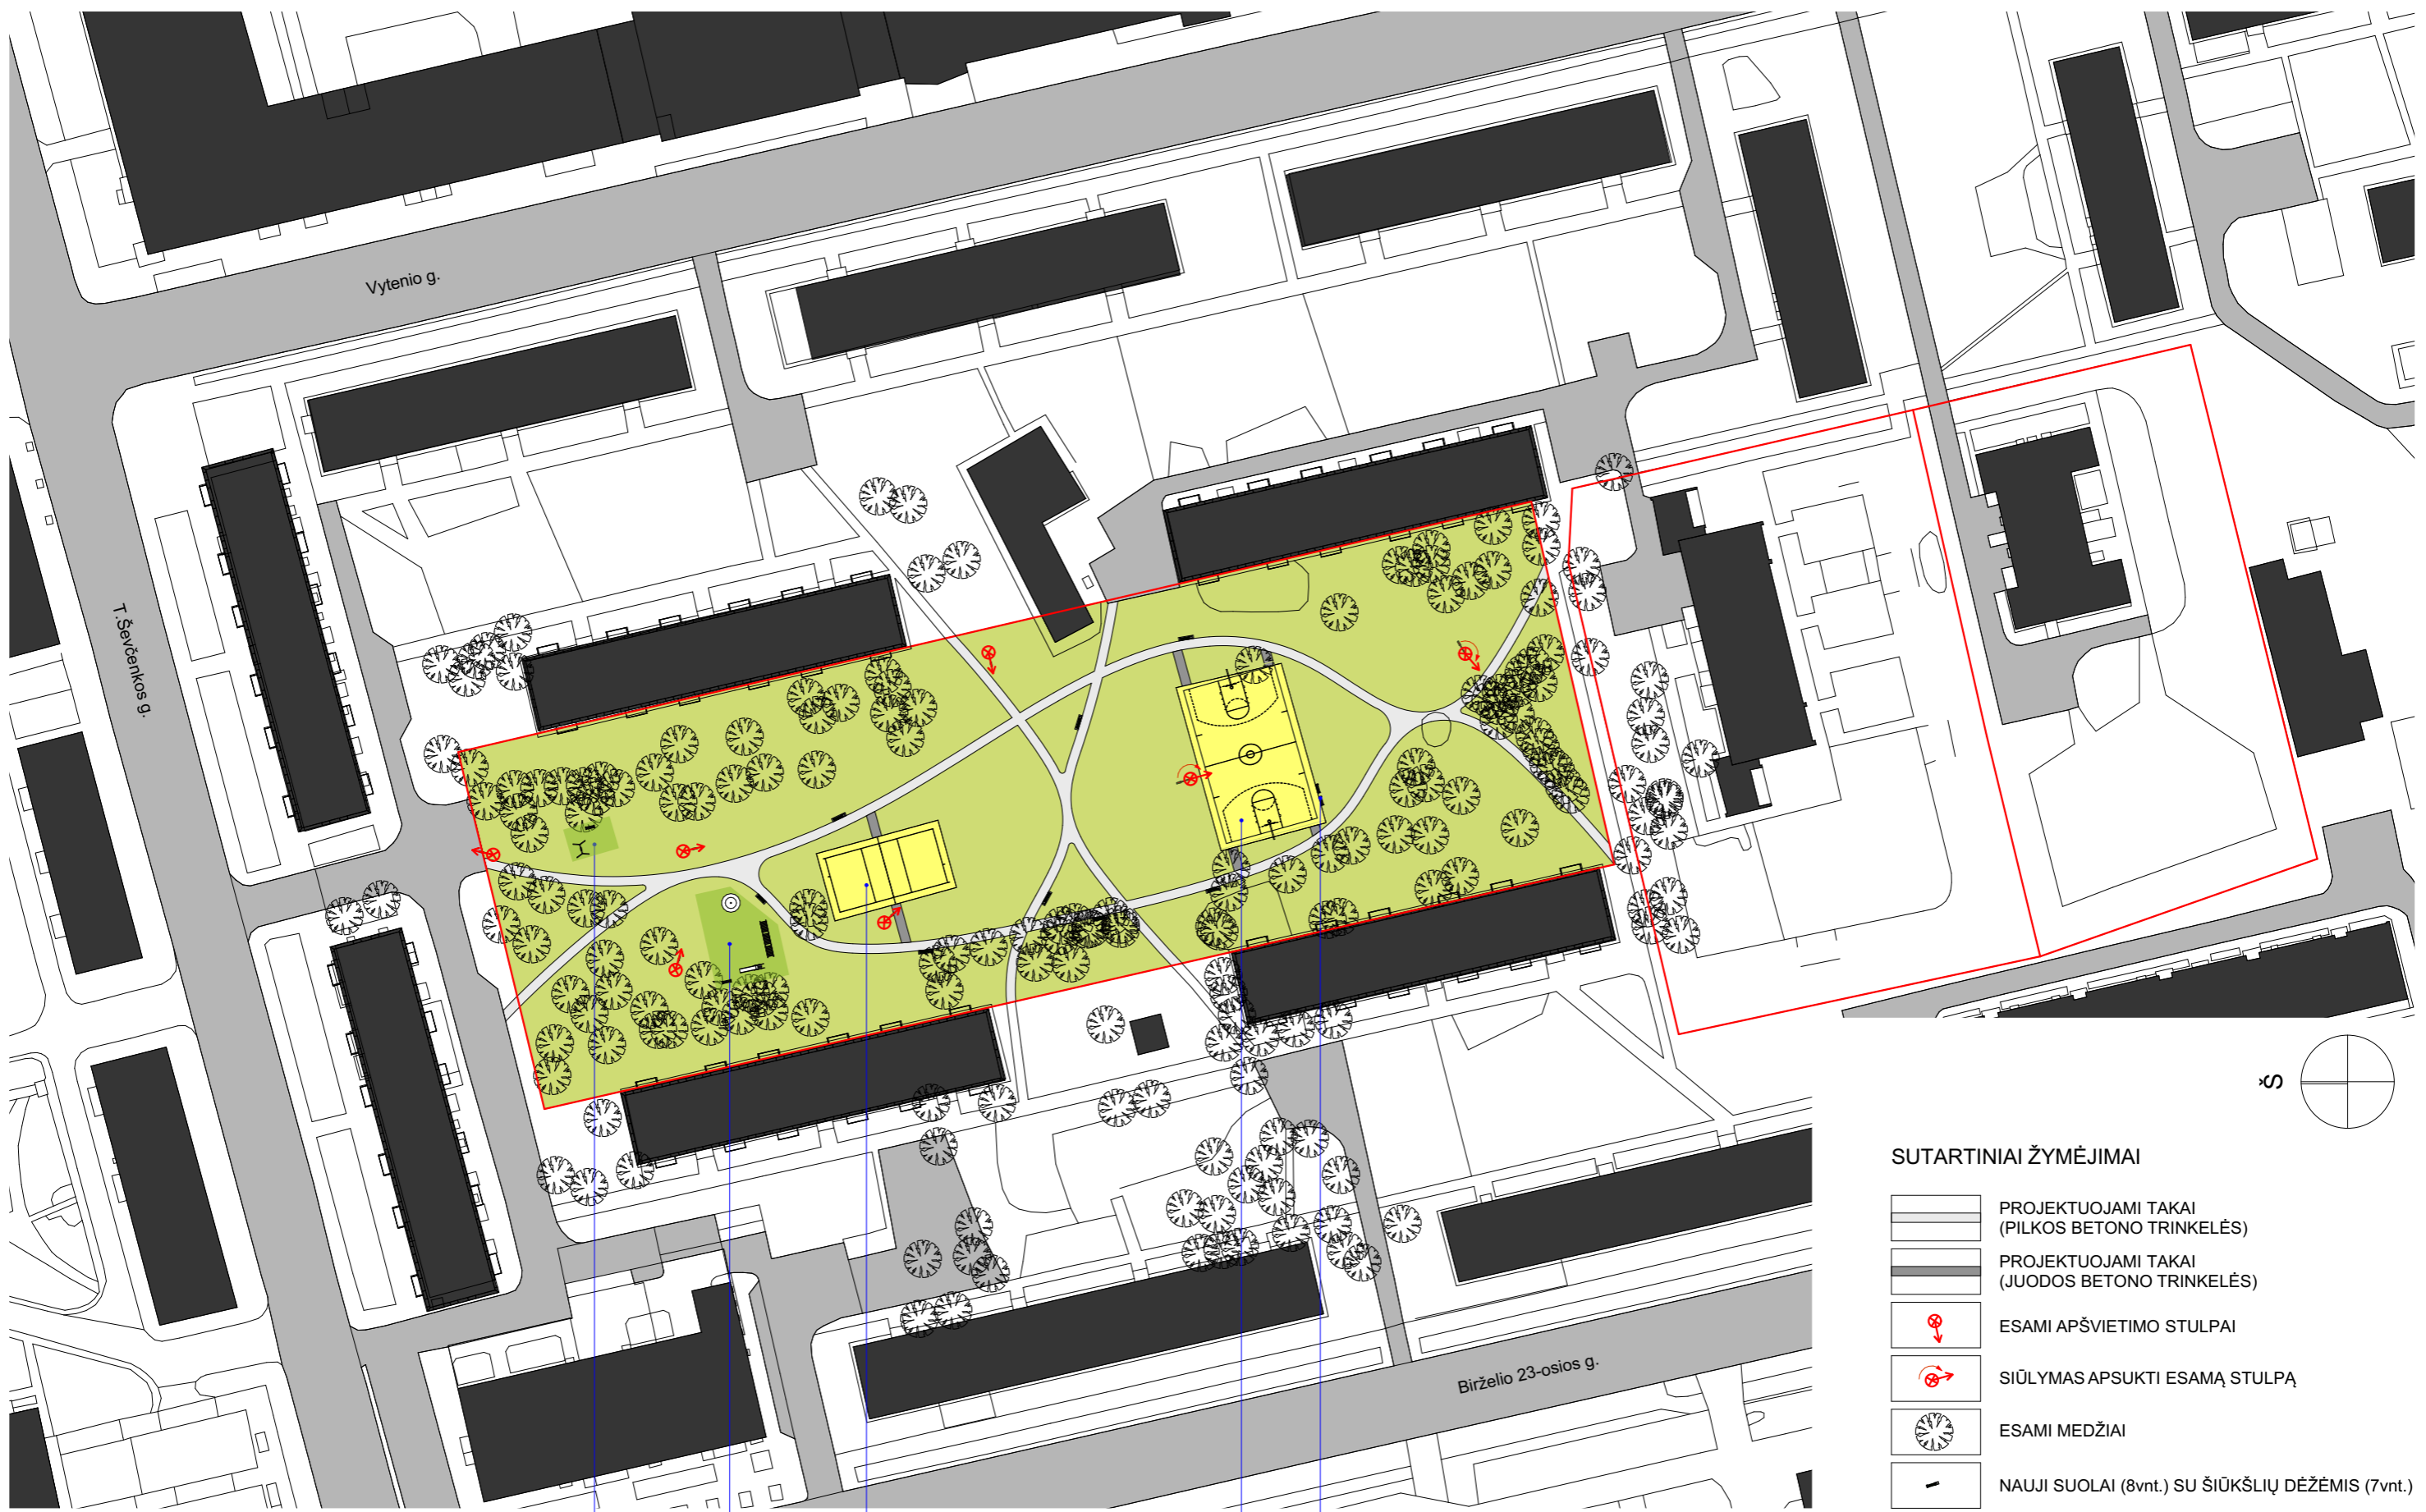 Vytenio g.
T.Ševčenkos g.
Birželio 23-osios g.
Š
SUTARTINIAI ŽYMĖJIMAI
PROJEKTUOJAMI TAKAI
(PILKOS BETONO TRINKELĖS)
PROJEKTUOJAMI TAKAI
(JUODOS BETONO TRINKELĖS)
ESAMI APŠVIETIMO STULPAI
SIŪLYMAS APSUKTI ESAMĄ STULPĄ
ESAMI MEDŽIAI
NAUJI SUOLAI (8vnt.) SU ŠIŪKŠLIŲ DĖŽĖMIS (7vnt.)